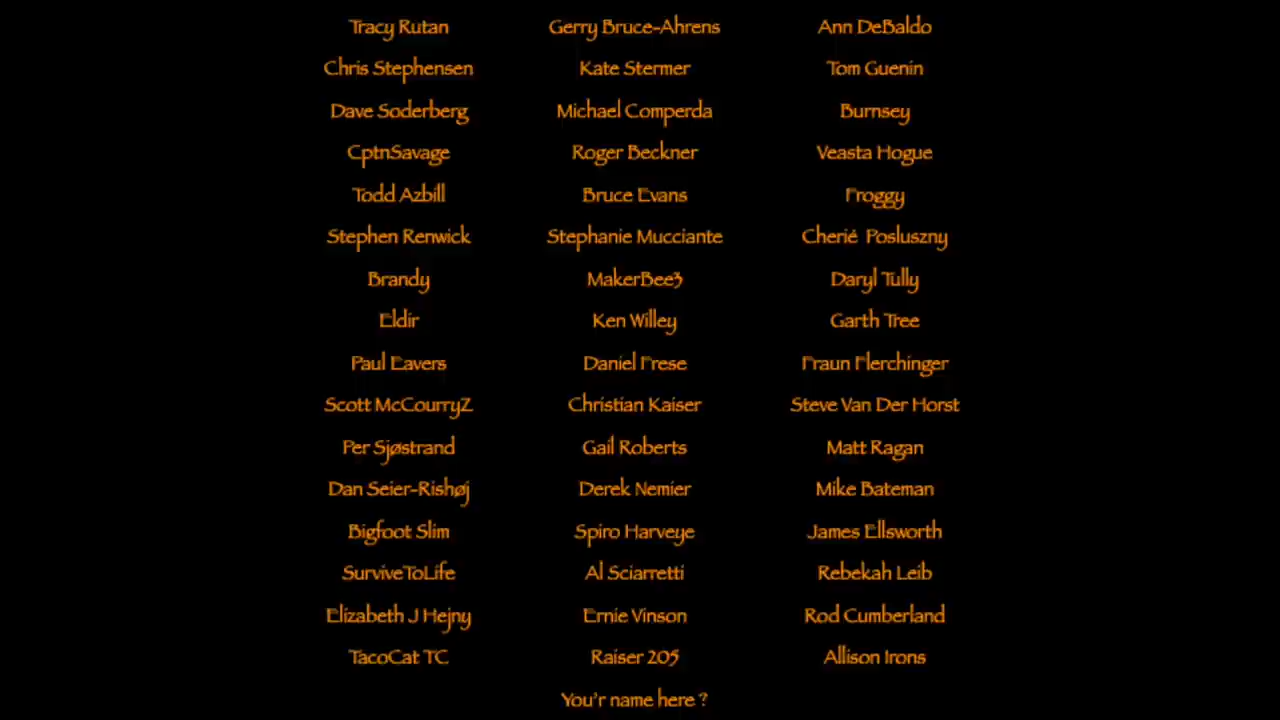 Tracy Rutan Gerry Bruce-Ahrens Ann DeBaldo
Chris Stephensen Kate Stermer Tom Guenin
Dave Soderberg Michael Comperda Burnsey
CptnSavage Roger Beckner Veasta Hogue
Todd Azbill Bruce Evans Froggy
Stephen Renwick Stephanie Mucciante Cherié Posluszny
Brandy MakerBee3 Daryl Tully
Eldir Ken Willey Garth Tree
Paul Eavers Daniel Frese Fraun Flerchinger
Scott McCourryZ Christian Kaiser Steve Van Der Horst
Per Sjøstrand Gail Roberts Matt Ragan
Dan Seier-Rishøj Derek Nemier Mike Bateman
Bigfoot Slim Spiro Harveye James Ellsworth
SurviveToLife Al Sciarretti Rebekah Leib
Elizabeth J Hejny Ernie Vinson Rod Cumberland
TacoCat TC Raiser 205 Allison Irons
You'r name here ?